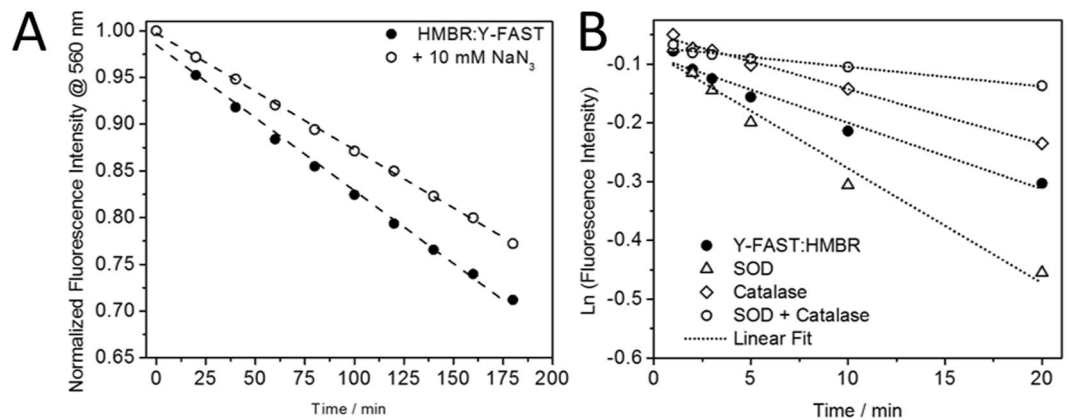 A
Normalized Fluorescence Intensity @ 560 nm
1.00
0.95
0.90
0.85
0.80
0.75
0.70
0.65
HMBR:Y-FAST
+ 10 mM NaN₃
0 25 50 75 100 125 150 175 200
Time / min
B
Ln (Fluorescence Intensity)
-0.1
-0.2
-0.3
-0.4
-0.5
-0.6
Y-FAST:HMBR
SOD
Catalase
SOD + Catalase
Linear Fit
0 5 10 15 20
Time / min